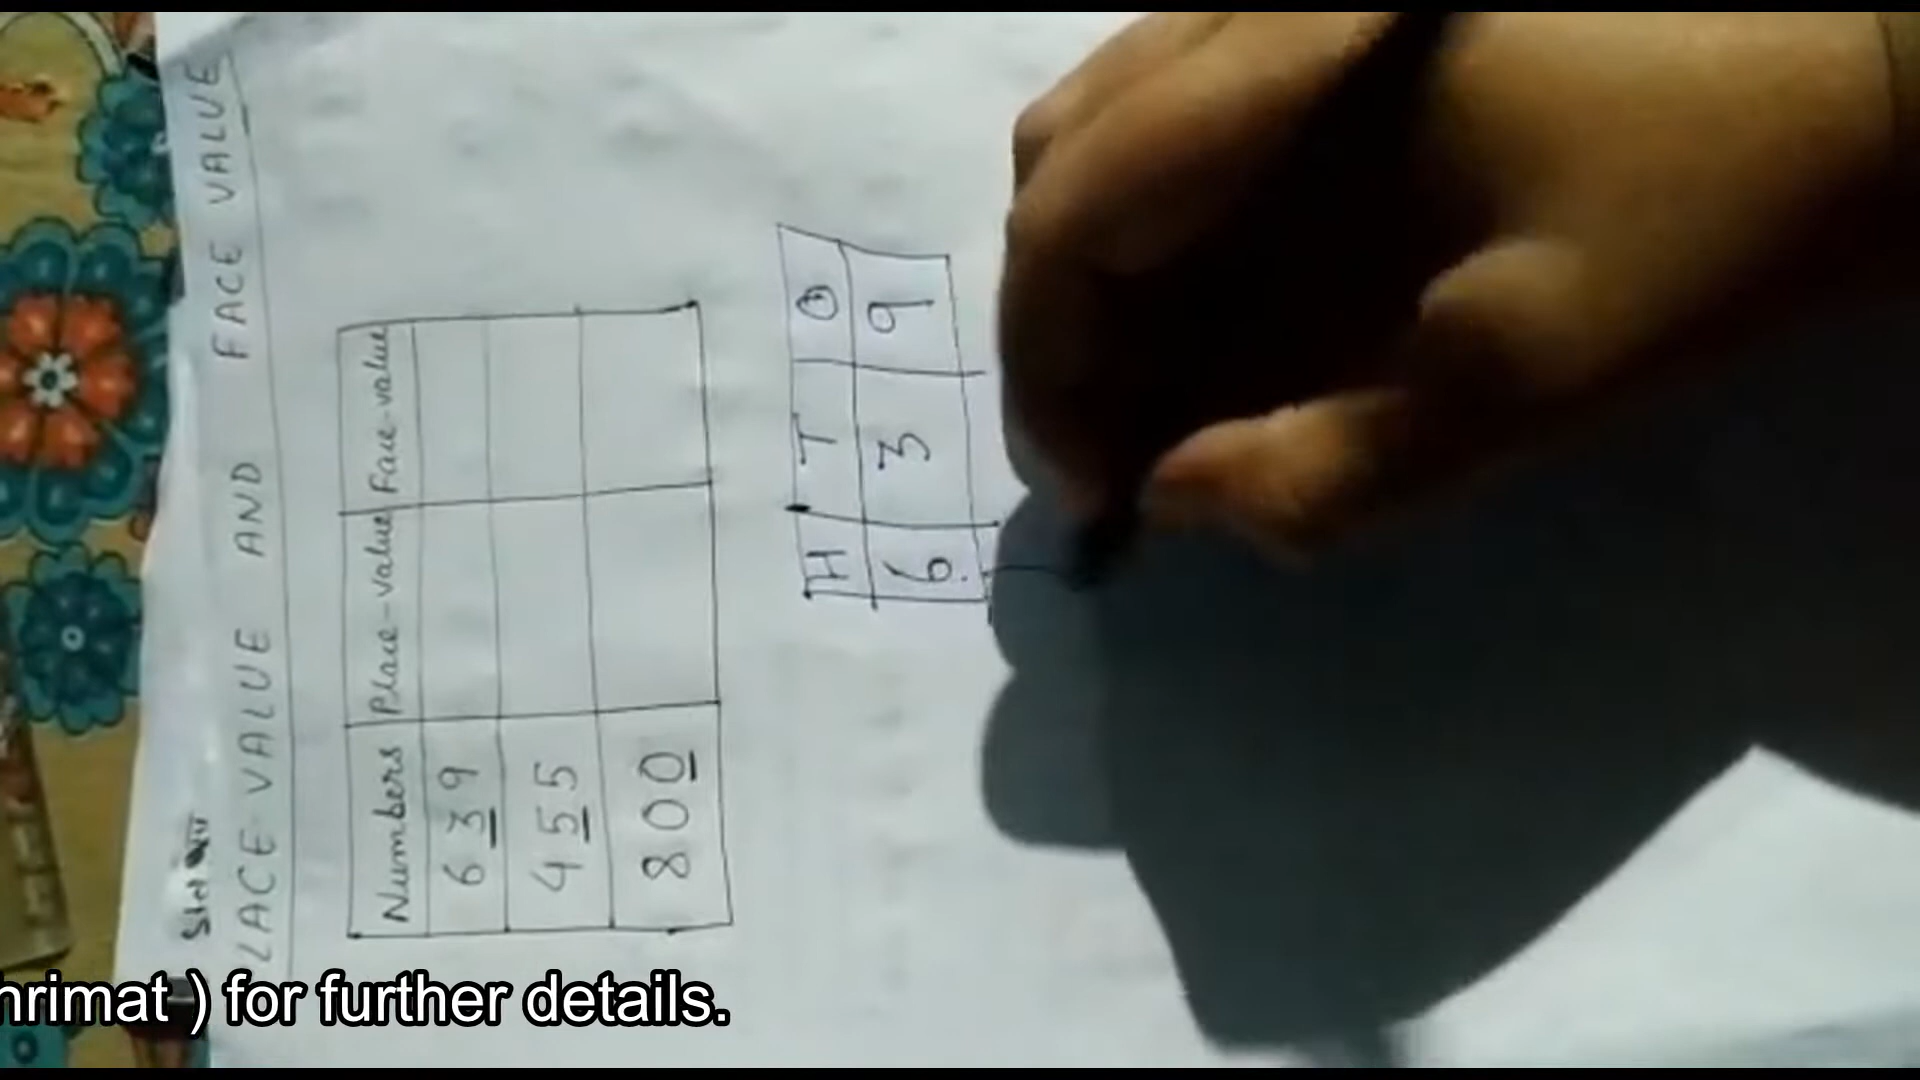 PLACE-VALUE AND FACE VALUE
Numbers Place-value Face-value
639
455
800
H T O
6 3 9
hrimat ) for further details.